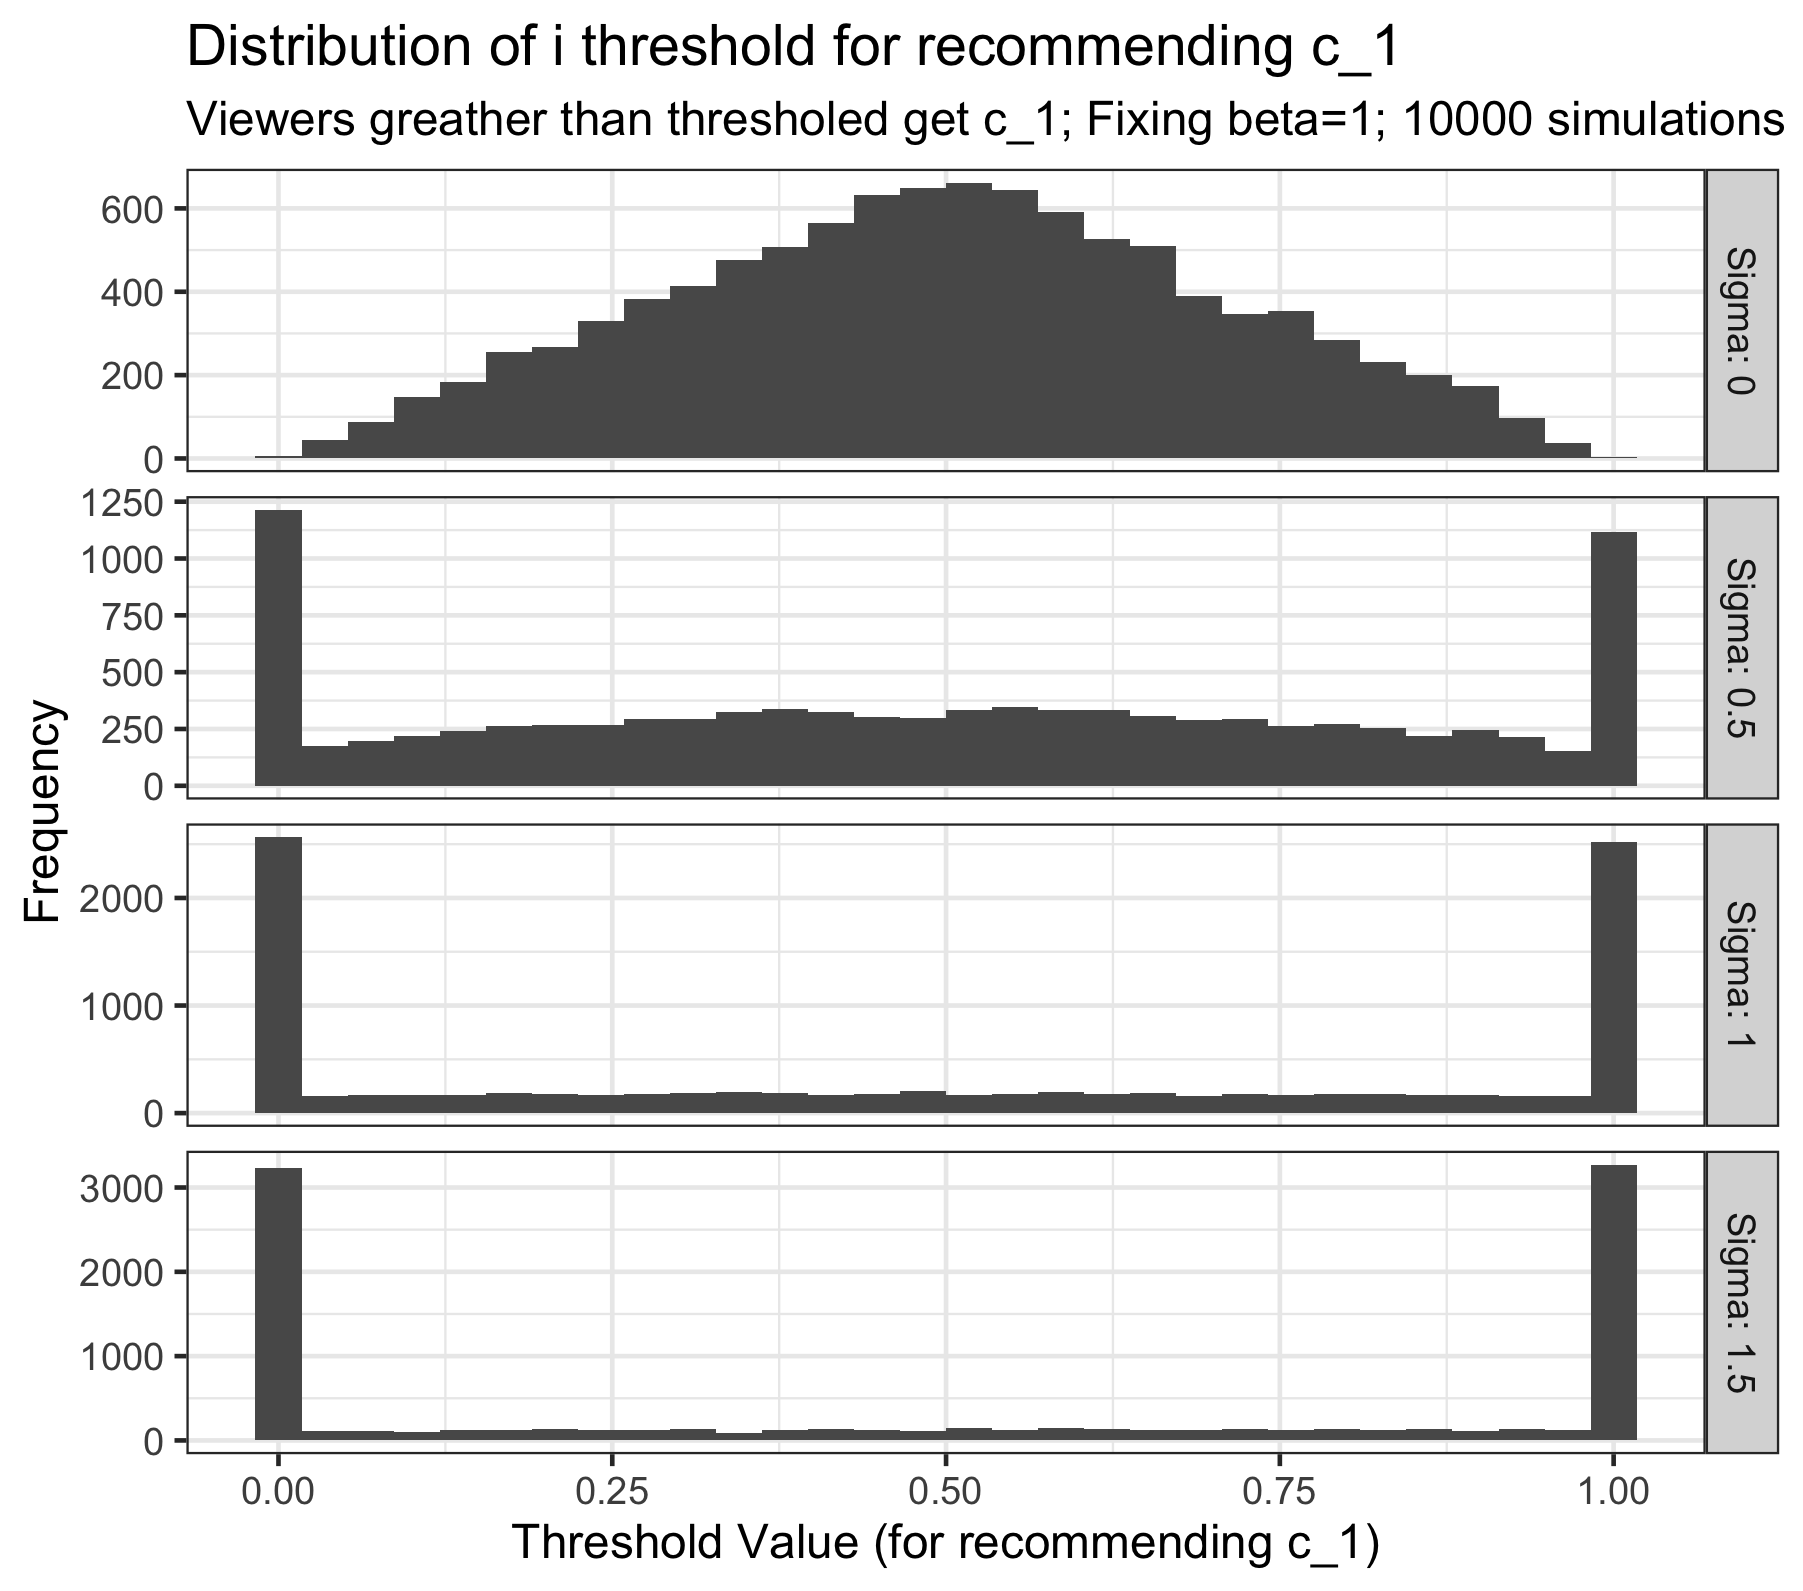 Distribution of i threshold for recommending c_1
Viewers greather than thresholed get c_1; Fixing beta=1; 10000 simulations
Frequency
600
400
200
0
Sigma: 0
1250
1000
750
500
250
0
Sigma: 0.5
2000
1000
0
Sigma: 1
3000
2000
1000
0
Sigma: 1.5
0.00 0.25 0.50 0.75 1.00
Threshold Value (for recommending c_1)